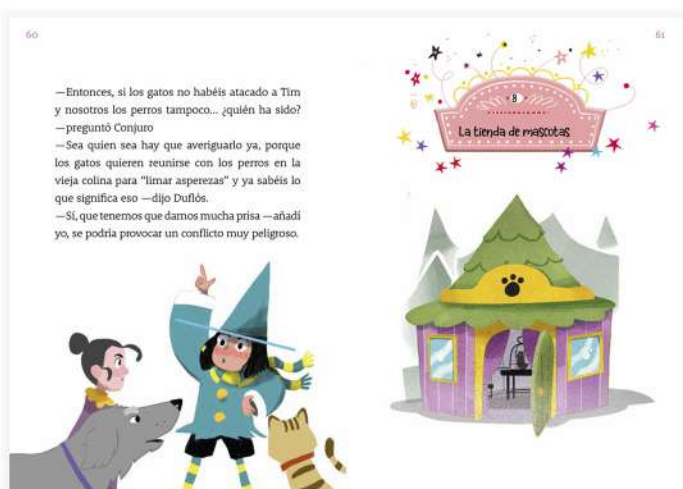 60
—Entonces, si los gatos no habéis atacado a Tim
y nosotros los perros tampoco... ¿quién ha sido?
—preguntó Conjuro
—Sea quien sea hay que averiguarlo ya, porque
los gatos quieren reunirse con los perros en la
vieja colina para “limar asperezas” y ya sabéis lo
que significa eso —dijo Duflós.
—Sí, que tenemos que darnos mucha prisa —añadí
yo, se podría provocar un conflicto muy peligroso.
61
8
La tienda de mascotas